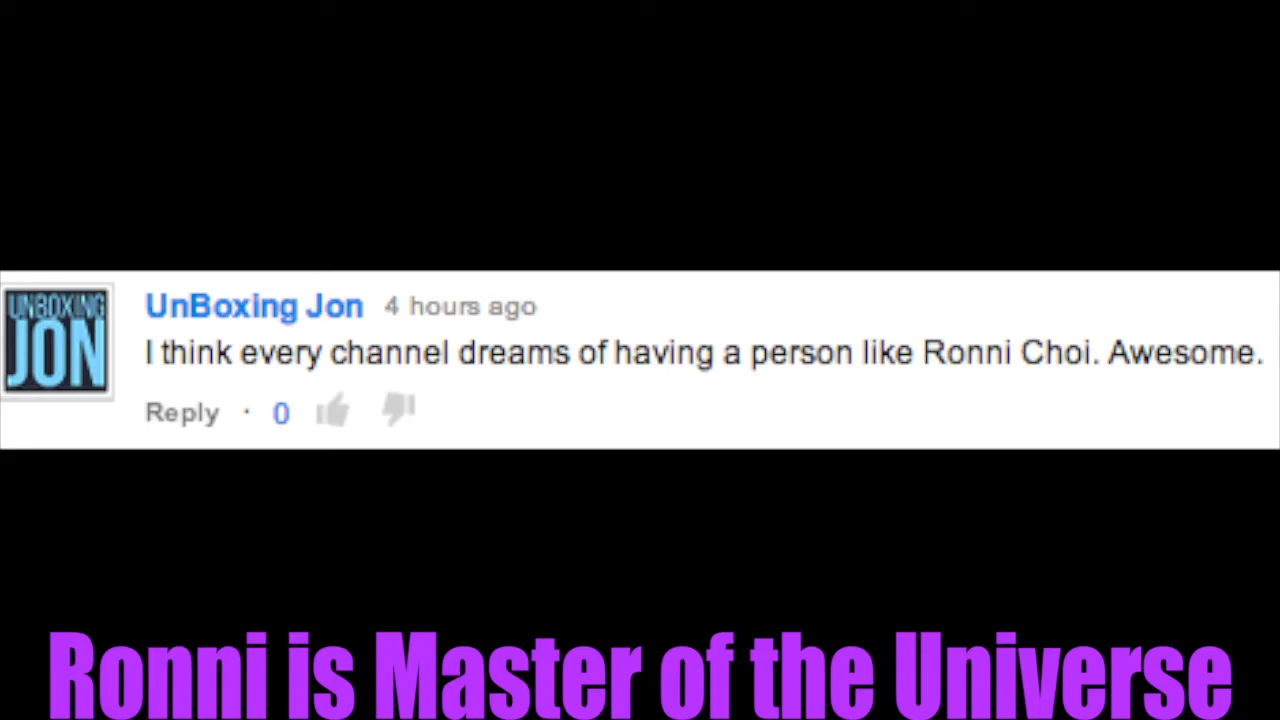 UNBOXING
JON
UnBoxing Jon 4 hours ago
I think every channel dreams of having a person like Ronni Choi. Awesome.
Reply · 0
Ronni is Master of the Universe